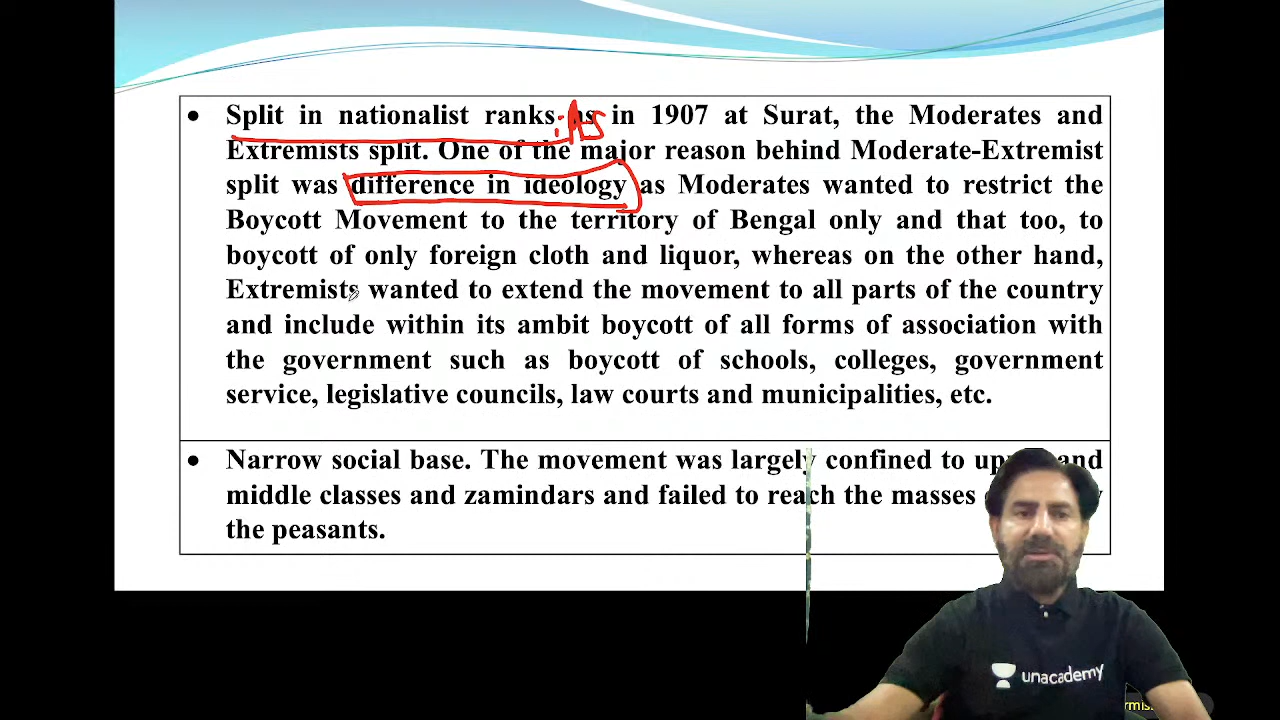 • Split in nationalist ranks. As in 1907 at Surat, the Moderates and
Extremists split. One of the major reason behind Moderate-Extremist
split was difference in ideology as Moderates wanted to restrict the
Boycott Movement to the territory of Bengal only and that too, to
boycott of only foreign cloth and liquor, whereas on the other hand,
Extremists wanted to extend the movement to all parts of the country
and include within its ambit boycott of all forms of association with
the government such as boycott of schools, colleges, government
service, legislative councils, law courts and municipalities, etc.
• Narrow social base. The movement was largely confined to and
middle classes and zamindars and failed to reach the masses
the peasants.
unacademy